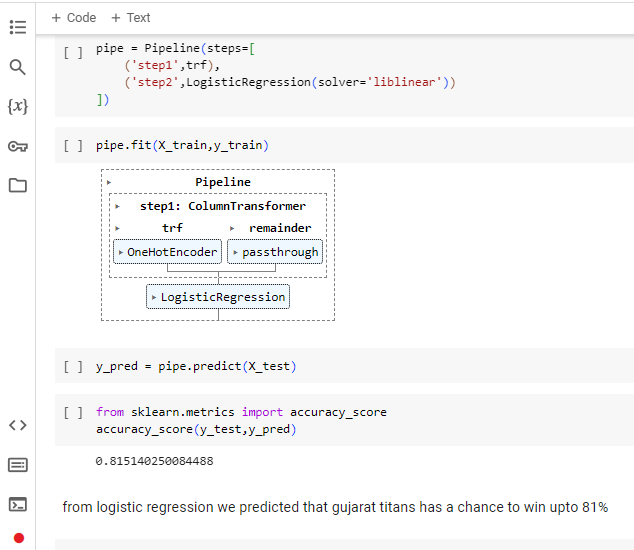 + Code + Text
[ ] pipe = Pipeline(steps=[
('step1',trf),
('step2',LogisticRegression(solver='liblinear'))
])
[ ] pipe.fit(X_train,y_train)
Pipeline
step1: ColumnTransformer
trf remainder
OneHotEncoder passthrough
LogisticRegression
[ ] y_pred = pipe.predict(X_test)
[ ] from sklearn.metrics import accuracy_score
accuracy_score(y_test,y_pred)
0.815140250084488
from logistic regression we predicted that gujarat titans has a chance to win upto 81%